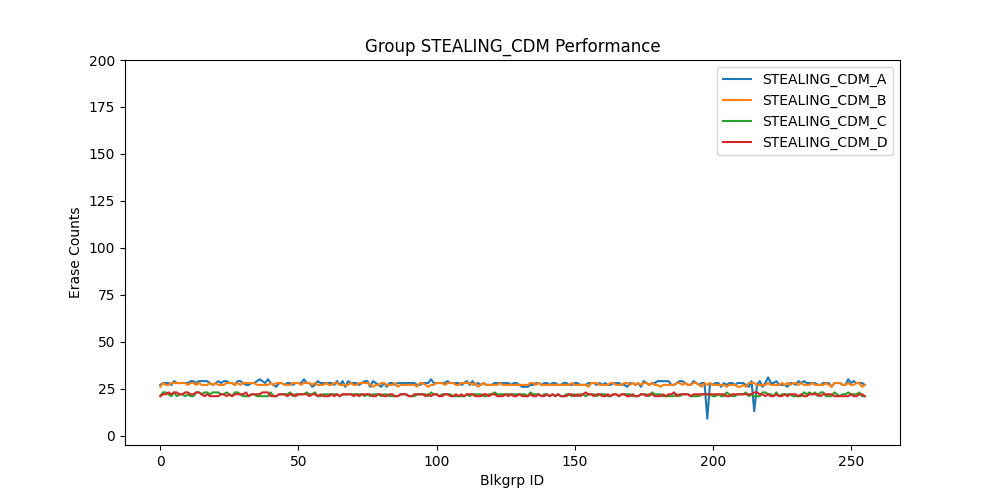 Group STEALING_CDM Performance
200
175
150
125
100
75
50
25
0
Erase Counts
STEALING_CDM_A
STEALING_CDM_B
STEALING_CDM_C
STEALING_CDM_D
0 50 100 150 200 250
Blkgrp ID